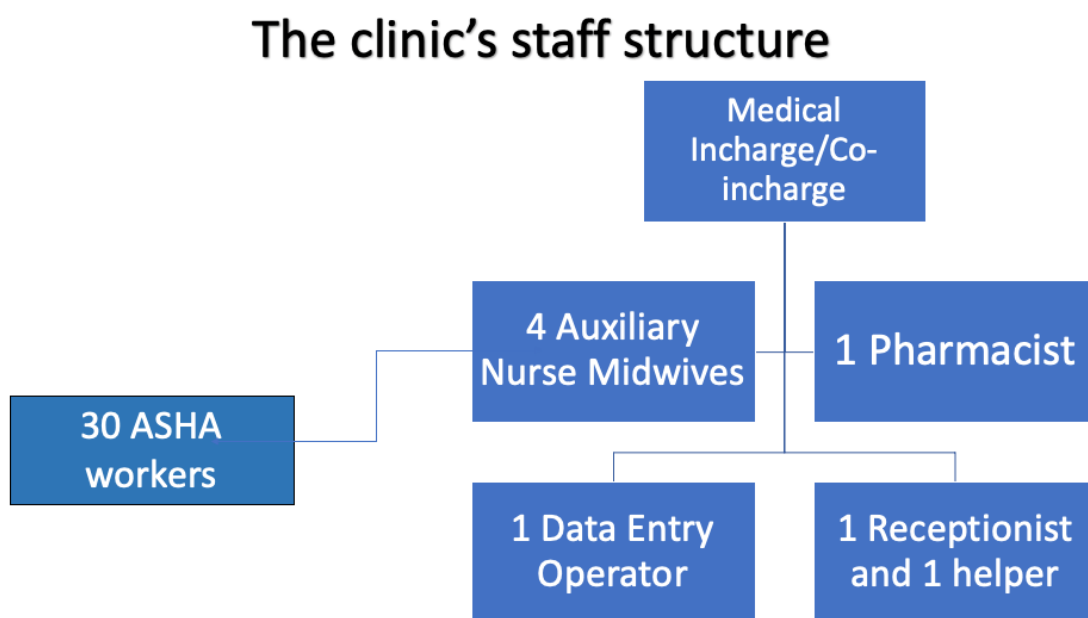 The clinic’s staff structure
Medical
Incharge/Co-
incharge
4 Auxiliary
Nurse Midwives
1 Pharmacist
30 ASHA
workers
1 Data Entry
Operator
1 Receptionist
and 1 helper